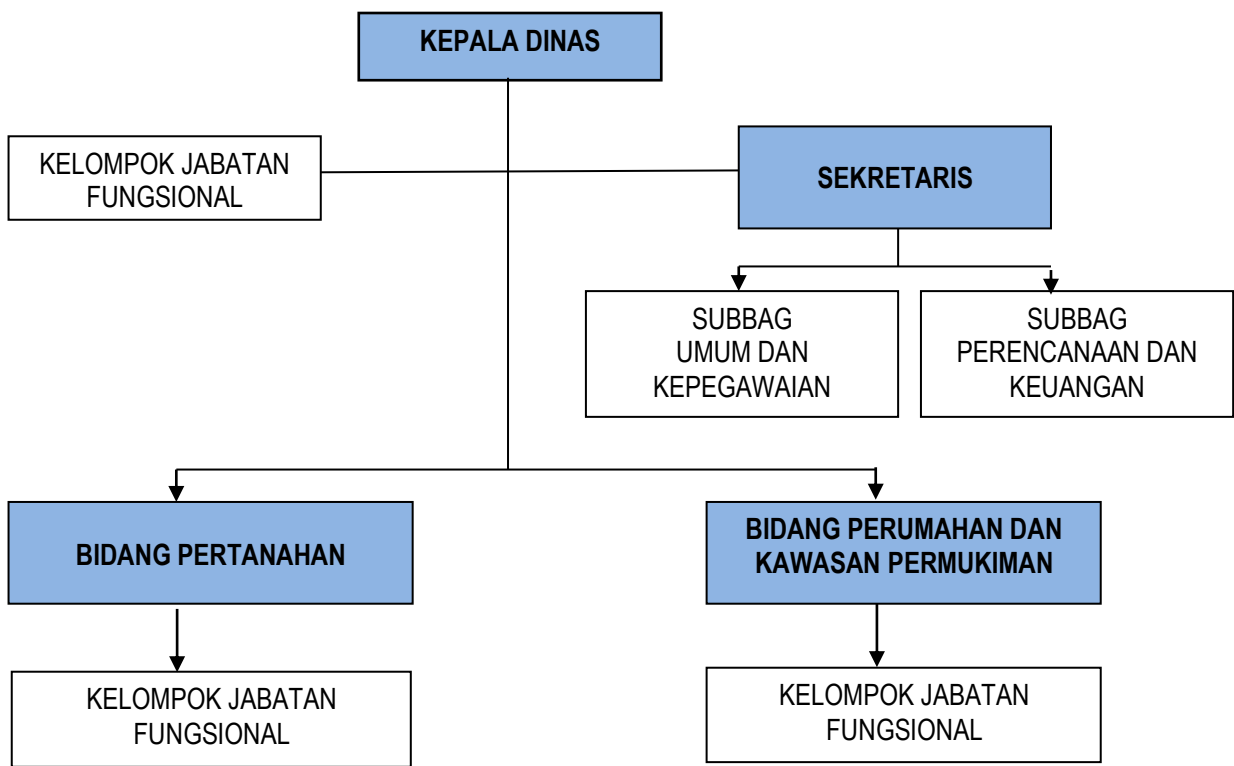 KEPALA DINAS
KELOMPOK JABATAN
FUNGSIONAL
SEKRETARIS
SUBBAG
UMUM DAN
KEPEGAWAIAN
SUBBAG
PERENCANAAN DAN
KEUANGAN
BIDANG PERTANAHAN
BIDANG PERUMAHAN DAN
KAWASAN PERMUKIMAN
KELOMPOK JABATAN
FUNGSIONAL
KELOMPOK JABATAN
FUNGSIONAL